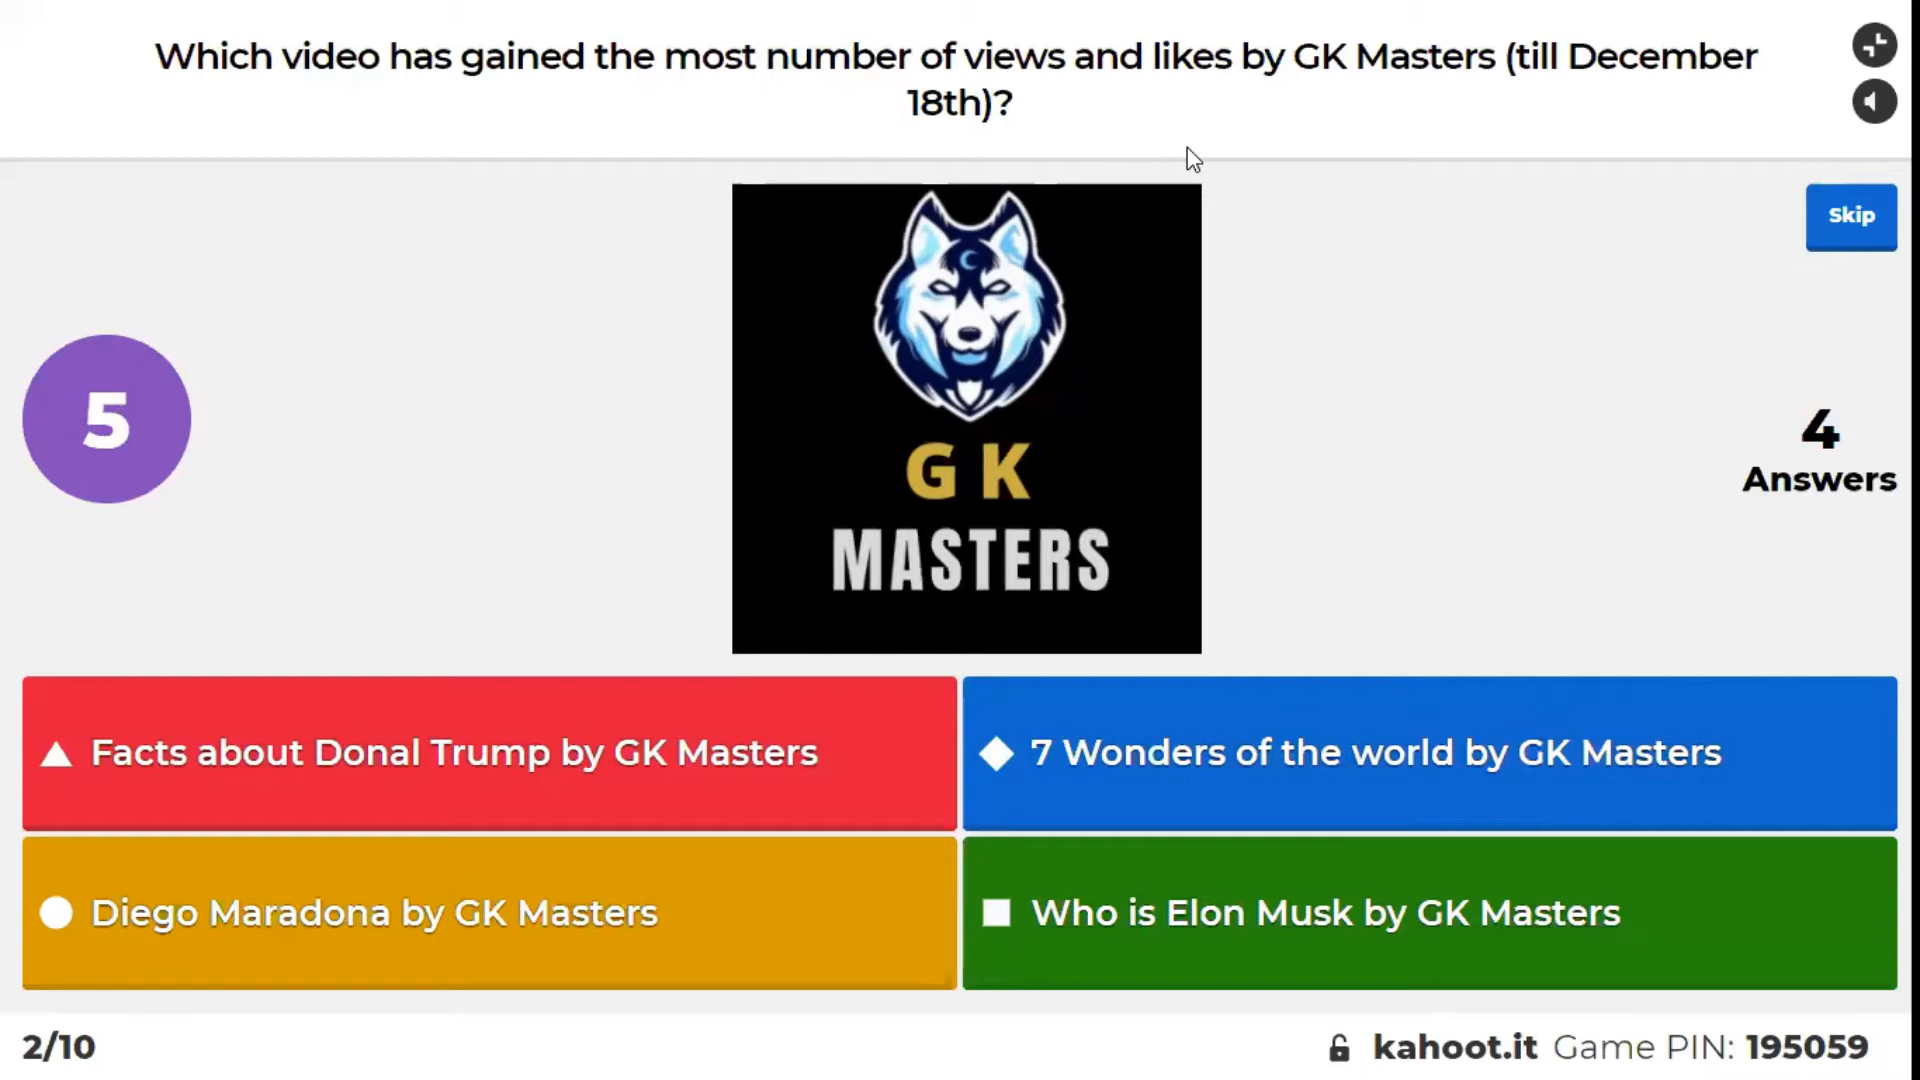 Which video has gained the most number of views and likes by GK Masters (till December
18th)?
Skip
5
G K
MASTERS
4
Answers
Facts about Donal Trump by GK Masters
7 Wonders of the world by GK Masters
Diego Maradona by GK Masters
Who is Elon Musk by GK Masters
2/10
kahoot.it Game PIN: 195059